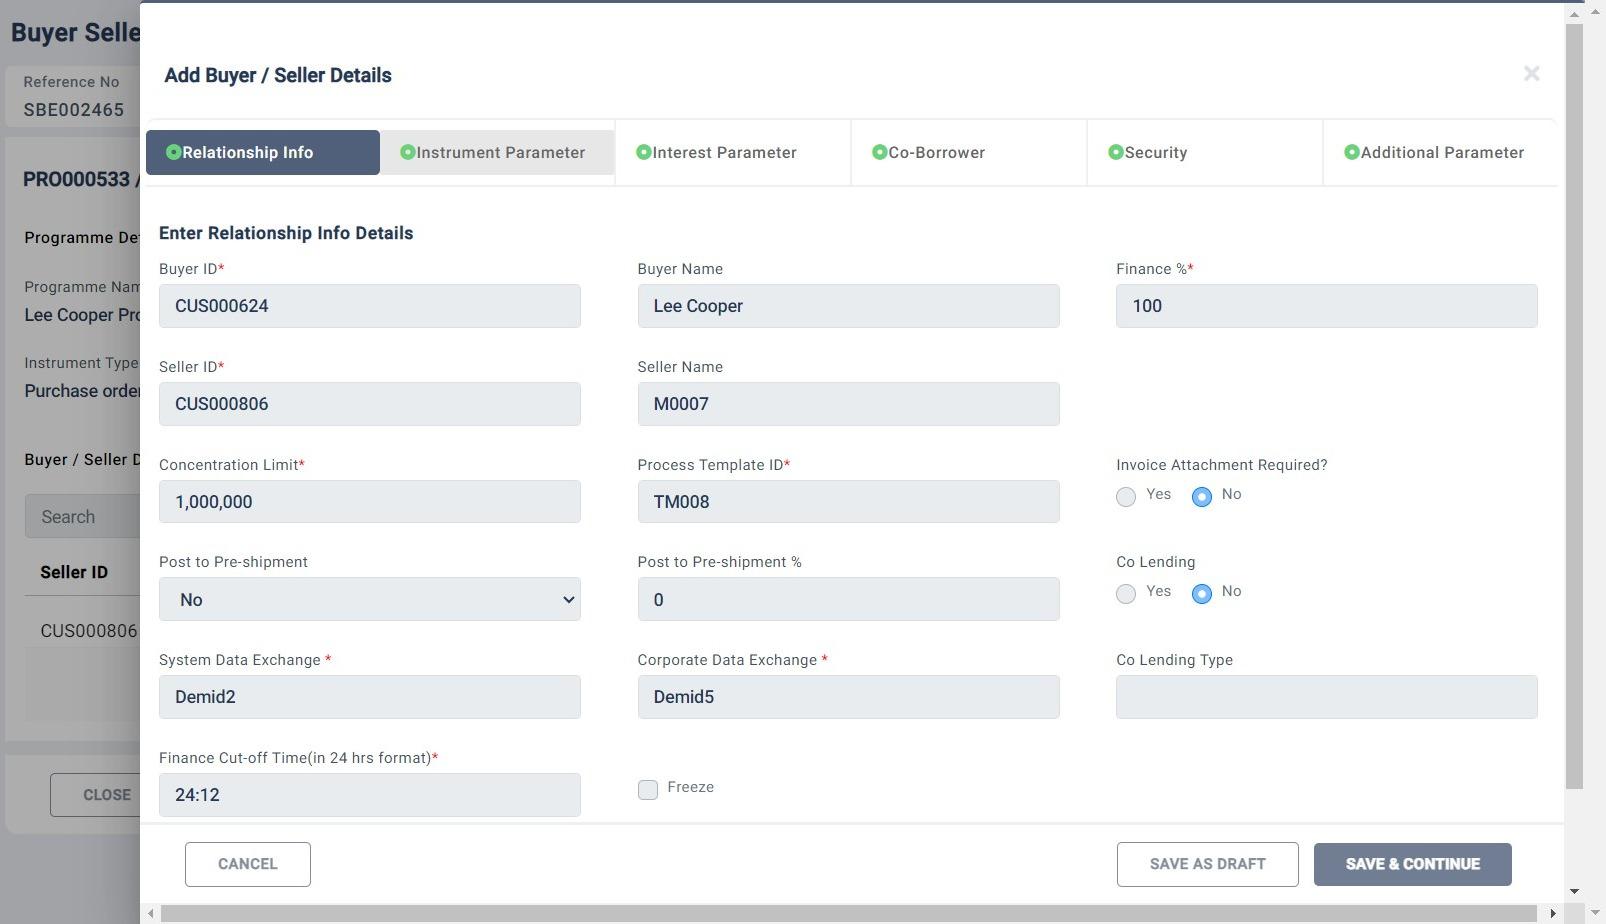 Buyer Selle
Reference No
SBE002465
PRO000533 /
Programme De
Programme Nam
Lee Cooper Pro
Instrument Type
Purchase order
Buyer / Seller D
Search
Seller ID
CUS000806
CLOSE
Add Buyer / Seller Details
Relationship Info
Instrument Parameter
Interest Parameter
Co-Borrower
Security
Additional Parameter
Enter Relationship Info Details
Buyer ID*
CUS000624
Buyer Name
Lee Cooper
Finance %*
100
Seller ID*
CUS000806
Seller Name
M0007
Concentration Limit*
1,000,000
Process Template ID*
TM008
Invoice Attachment Required?
Yes No
Post to Pre-shipment
No
Post to Pre-shipment %
0
Co Lending
Yes No
System Data Exchange *
Demid2
Corporate Data Exchange *
Demid5
Co Lending Type
Finance Cut-off Time(in 24 hrs format)*
24:12
Freeze
CANCEL
SAVE AS DRAFT
SAVE & CONTINUE